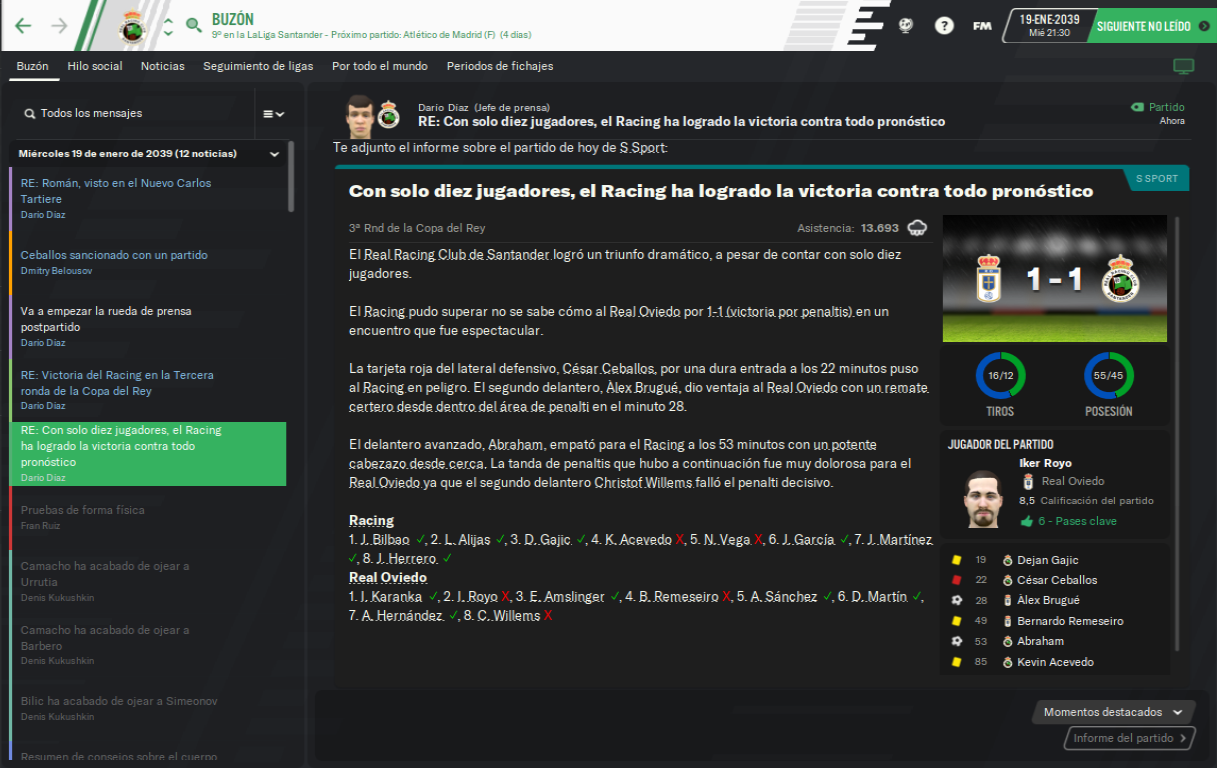 BUZÓN
9º en la LaLiga Santander - Próximo partido: Atlético de Madrid (F) (4 días)
?
FM
19-ENE-2039
Mié 21:30
SIGUIENTE NO LEÍDO
Buzón
Hilo social
Noticias
Seguimiento de ligas
Por todo el mundo
Periodos de fichajes
Todos los mensajes
Miércoles 19 de enero de 2039 (12 noticias)
RE: Román, visto en el Nuevo Carlos
Tartiere
Darío Díaz
Ceballos sancionado con un partido
Dmitry Belousov
Va a empezar la rueda de prensa
postpartido
Darío Díaz
RE: Victoria del Racing en la Tercera
ronda de la Copa del Rey
Darío Díaz
RE: Con solo diez jugadores, el Racing
ha logrado la victoria contra todo
pronóstico
Darío Díaz
Pruebas de forma física
Fran Ruiz
Camacho ha acabado de ojear a
Urrutia
Denis Kukushkin
Camacho ha acabado de ojear a
Barbero
Denis Kukushkin
Bilic ha acabado de ojear a Simeonov
Denis Kukushkin
Resumen de consejos sobre el cuerpo
Darío Díaz (Jefe de prensa)
RE: Con solo diez jugadores, el Racing ha logrado la victoria contra todo pronóstico
Partido
Ahora
Te adjunto el informe sobre el partido de hoy de S Sport:
S SPORT
Con solo diez jugadores, el Racing ha logrado la victoria contra todo pronóstico
3ª Rnd de la Copa del Rey
Asistencia: 13.693
El Real Racing Club de Santander logró un triunfo dramático, a pesar de contar con solo diez
jugadores.
El Racing pudo superar no se sabe cómo al Real Oviedo por 1-1 (victoria por penaltis) en un
encuentro que fue espectacular.
La tarjeta roja del lateral defensivo, César Ceballos, por una dura entrada a los 22 minutos puso
al Racing en peligro. El segundo delantero, Àlex Brugué, dio ventaja al Real Oviedo con un remate
certero desde dentro del área de penalti en el minuto 28.
El delantero avanzado, Abraham, empató para el Racing a los 53 minutos con un potente
cabezazo desde cerca. La tanda de penaltis que hubo a continuación fue muy dolorosa para el
Real Oviedo ya que el segundo delantero Christof Willems falló el penalti decisivo.
Racing
1. J. Bilbao ✓, 2. L. Alijas ✓, 3. D. Gajic ✓, 4. K. Acevedo X, 5. N. Vega X, 6. J. García ✓, 7. J. Martínez
✓, 8. J. Herrero ✓
Real Oviedo
1. I. Karanka ✓, 2. I. Royo X, 3. E. Amslinger ✓, 4. B. Remeseiro X, 5. A. Sánchez ✓, 6. D. Martín ✓,
7. A. Hernández ✓, 8. C. Willems X
1 - 1
16/12
TIROS
55/45
POSESIÓN
JUGADOR DEL PARTIDO
Iker Royo
Real Oviedo
8,5 Calificación del partido
6 - Pases clave
19 Dejan Gajic
22 César Ceballos
28 Àlex Brugué
49 Bernardo Remeseiro
53 Abraham
85 Kevin Acevedo
Momentos destacados
Informe del partido